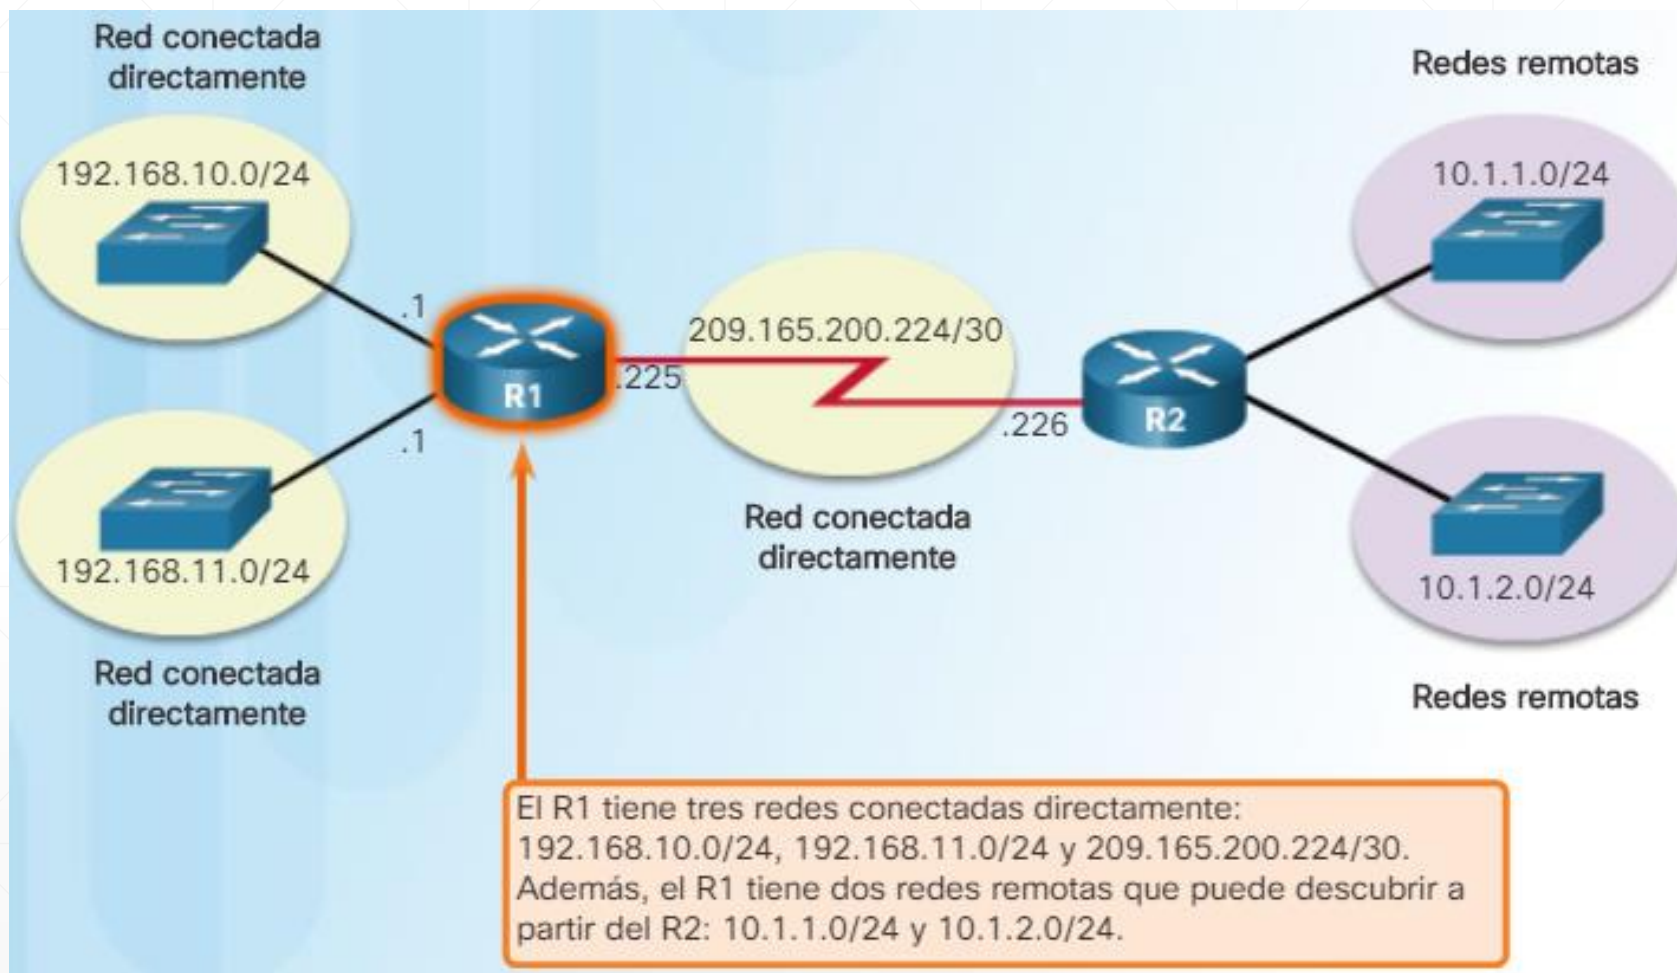 Red conectada
directamente
Redes remotas
192.168.10.0/24
10.1.1.0/24
.1
209.165.200.224/30
.225
R1
.226
R2
.1
192.168.11.0/24
Red conectada
directamente
10.1.2.0/24
Red conectada
directamente
Redes remotas
El R1 tiene tres redes conectadas directamente:
192.168.10.0/24, 192.168.11.0/24 y 209.165.200.224/30.
Además, el R1 tiene dos redes remotas que puede descubrir a
partir del R2: 10.1.1.0/24 y 10.1.2.0/24.